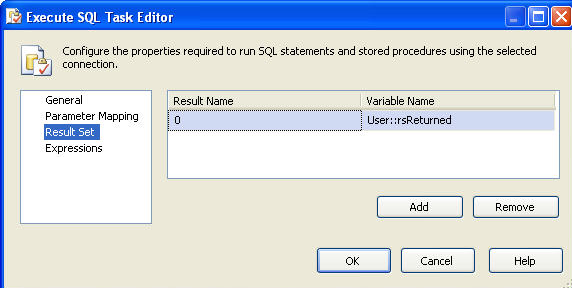 Execute SQL Task Editor
Configure the properties required to run SQL statements and stored procedures using the selected
connection.
General
Parameter Mapping
Result Set
Expressions
Result Name Variable Name
0 User::rsReturned
Add Remove
OK Cancel Help